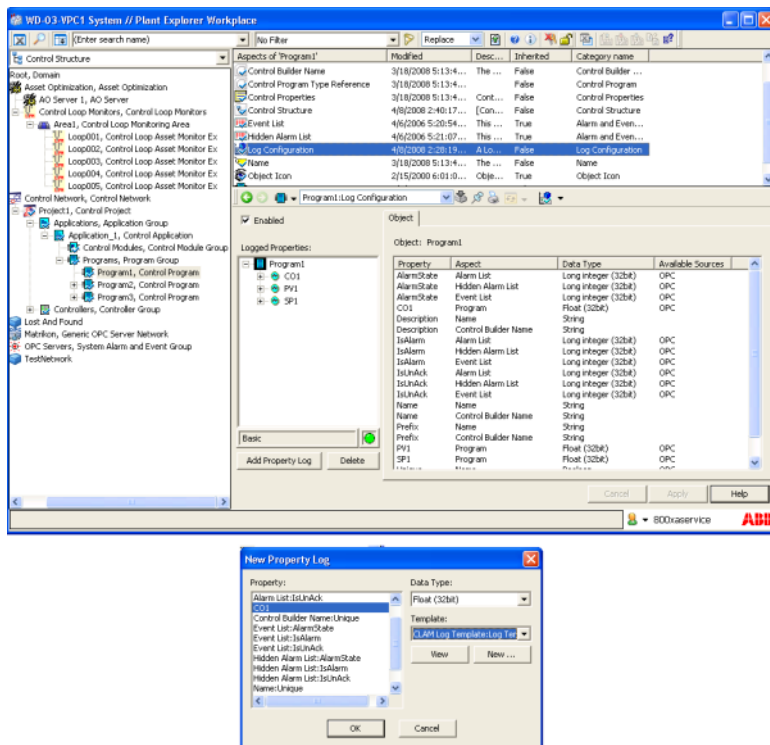 WD-03-VPC1 System // Plant Explorer Workplace
(Enter search name)
No Filter
Replace
Control Structure
Root, Domain
Asset Optimization, Asset Optimization
AO Server 1, AO Server
Control Loop Monitors, Control Loop Monitors
Area1, Control Loop Monitoring Area
Loop001, Control Loop Asset Monitor Ex
Loop002, Control Loop Asset Monitor Ex
Loop003, Control Loop Asset Monitor Ex
Loop004, Control Loop Asset Monitor Ex
Loop005, Control Loop Asset Monitor Ex
Control Network, Control Network
Project1, Control Project
Applications, Application Group
Application_1, Control Application
Control Modules, Control Module Group
Programs, Program Group
Program1, Control Program
Program2, Control Program
Program3, Control Program
Controllers, Controller Group
Lost And Found
Matrikon, Generic OPC Server Network
OPC Servers, System Alarm and Event Group
TestNetwork
Aspects of 'Program1' Modified Desc... Inherited Category name
Control Builder Name 3/18/2008 5:13:4... The ... False Control Builder ...
Control Program Type Reference 3/18/2008 5:13:4... False Control Program
Control Properties 3/18/2008 5:13:4... Cont... False Control Properties
Control Structure 4/8/2008 2:40:17... [Con... False Control Structure
Event List 4/6/2006 5:20:54... This ... True Alarm and Even...
Hidden Alarm List 4/6/2006 5:21:07... This ... True Alarm and Even...
Log Configuration 4/8/2008 2:28:19... A Lo... False Log Configuration
Name 3/18/2008 5:13:4... The ... False Name
Object Icon 2/15/2000 6:01:0... Obje... True Object Icon
Program1:Log Configuration
Enabled
Logged Properties:
Program1
CO1
PV1
SP1
Basic
Add Property Log Delete
Object
Object: Program1
Property Aspect Data Type Available Sources
AlarmState Alarm List Long integer (32bit) OPC
AlarmState Hidden Alarm List Long integer (32bit) OPC
AlarmState Event List Long integer (32bit) OPC
CO1 Program Float (32bit) OPC
Description Name String
Description Control Builder Name String
IsAlarm Alarm List Long integer (32bit) OPC
IsAlarm Hidden Alarm List Long integer (32bit) OPC
IsAlarm Event List Long integer (32bit) OPC
IsUnAck Alarm List Long integer (32bit) OPC
IsUnAck Hidden Alarm List Long integer (32bit) OPC
IsUnAck Event List Long integer (32bit) OPC
Name Name String
Name Control Builder Name String
Prefix Name String
Prefix Control Builder Name String
PV1 Program Float (32bit) OPC
SP1 Program Float (32bit) OPC
Cancel Apply Help
800xaservice ABB
New Property Log
Property:
Alarm List:IsUnAck
CO1
Control Builder Name:Unique
Event List:AlarmState
Event List:IsAlarm
Event List:IsUnAck
Hidden Alarm List:AlarmState
Hidden Alarm List:IsAlarm
Hidden Alarm List:IsUnAck
Name:Unique
Data Type:
Float (32bit)
Template:
CLAM Log Template:Log Ter
View New ...
OK Cancel